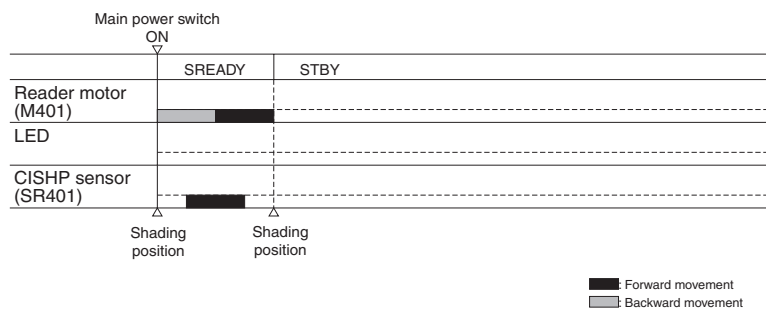 Main power switch
ON
SREADY STBY
Reader motor
(M401)
LED
CISHP sensor
(SR401)
Shading
position
Shading
position
: Forward movement
: Backward movement